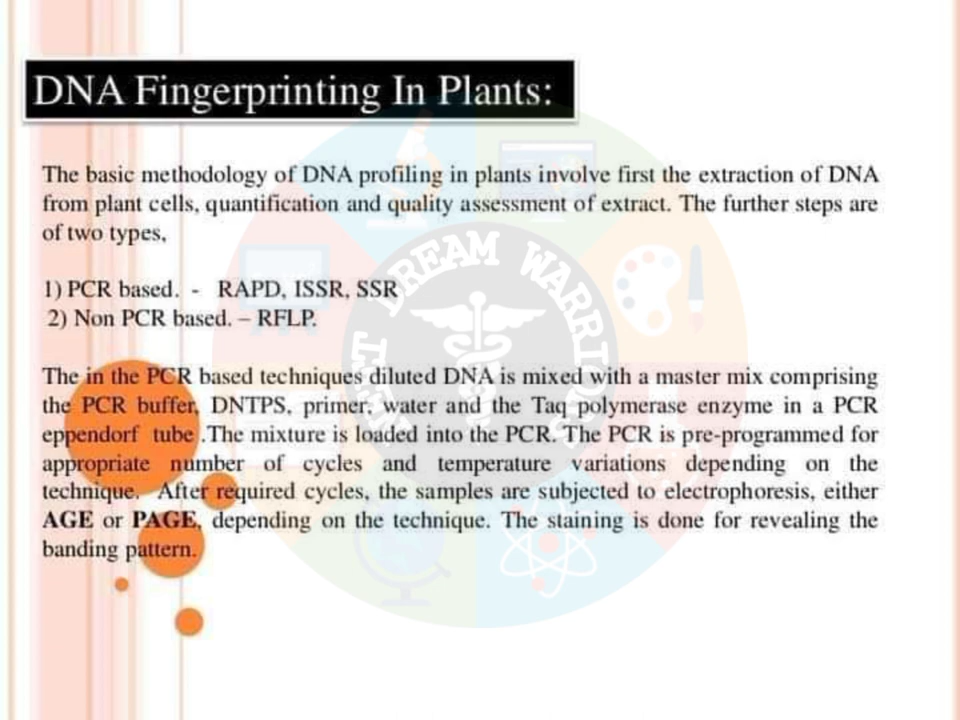 DNA Fingerprinting In Plants:
The basic methodology of DNA profiling in plants involve first the extraction of DNA
from plant cells, quantification and quality assessment of extract. The further steps are
of two types,
1) PCR based. - RAPD, ISSR, SSR
2) Non PCR based. – RFLP.
The in the PCR based techniques diluted DNA is mixed with a master mix comprising
the PCR buffer, DNTPS, primer, water and the Taq polymerase enzyme in a PCR
eppendorf tube .The mixture is loaded into the PCR. The PCR is pre-programmed for
appropriate number of cycles and temperature variations depending on the
technique. After required cycles, the samples are subjected to electrophoresis, either
AGE or PAGE, depending on the technique. The staining is done for revealing the
banding pattern.
DREAM WARRIOR